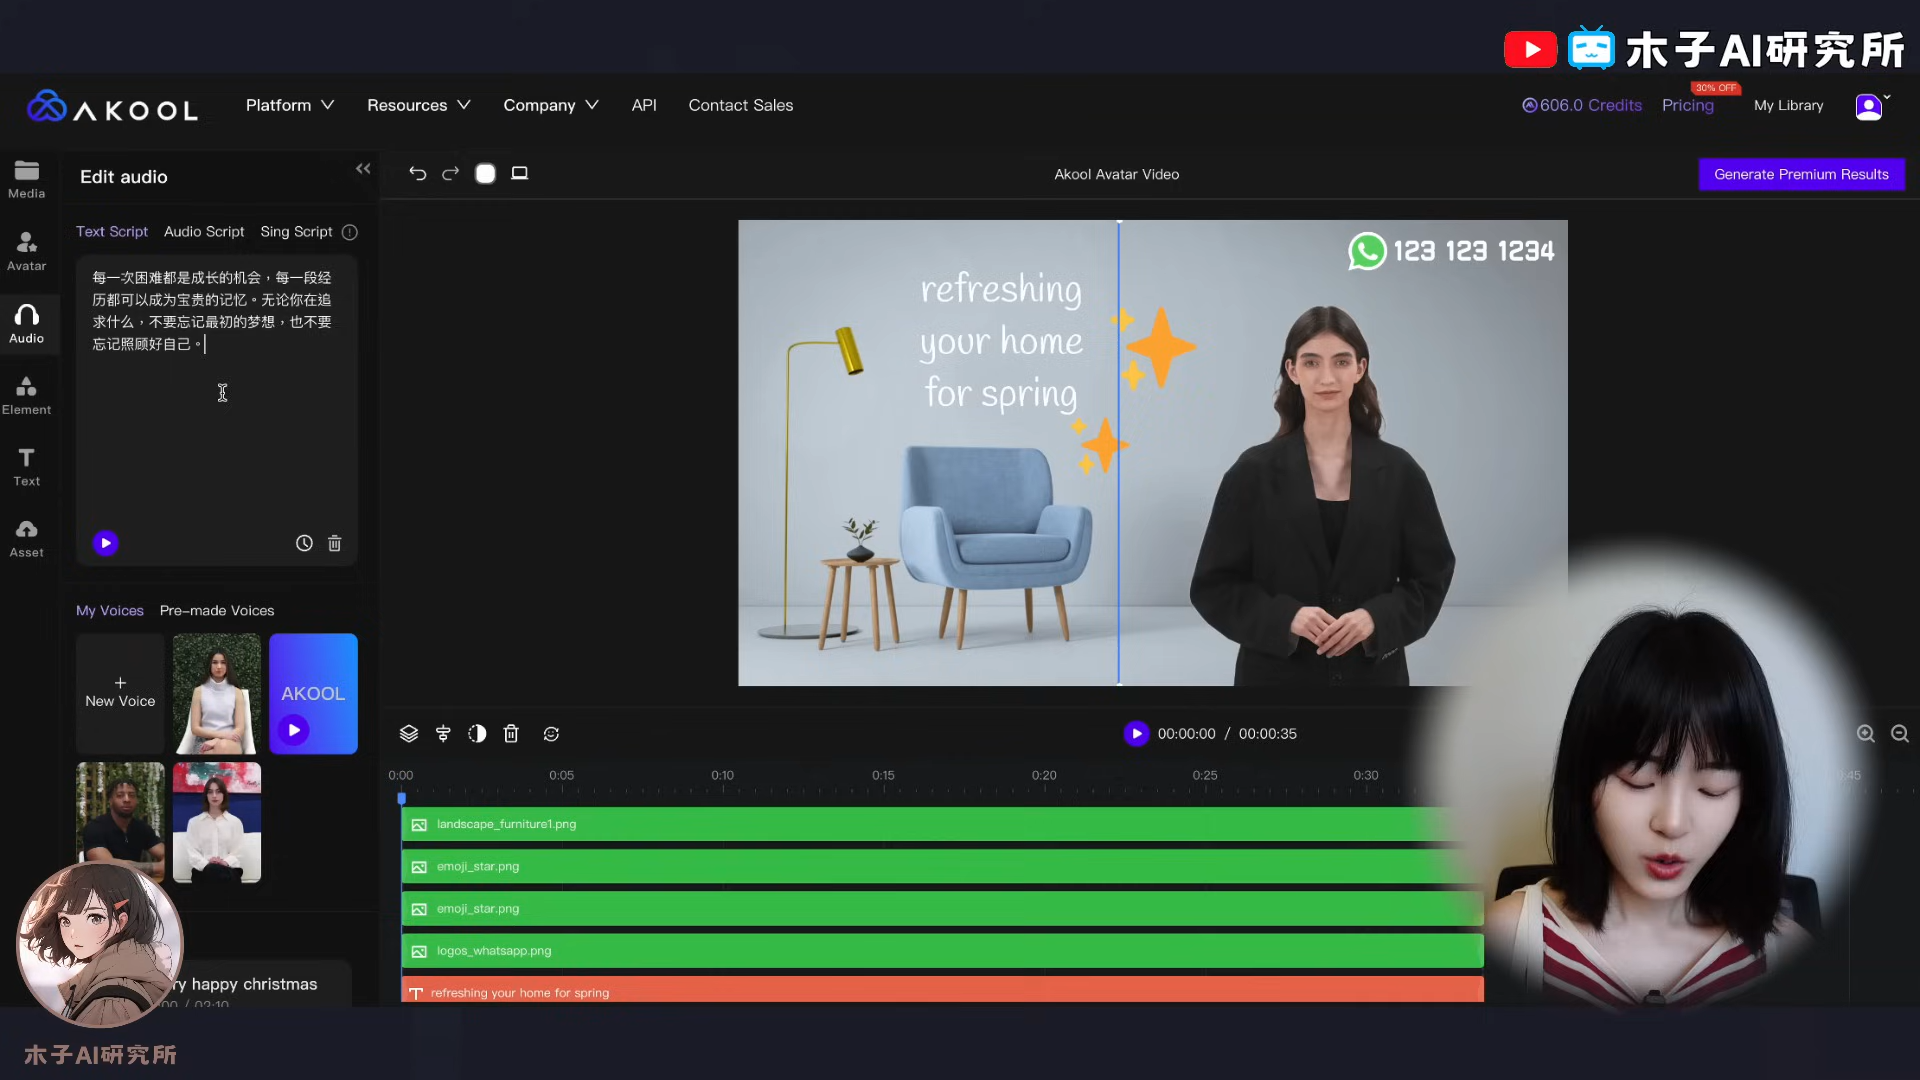 木子AI研究所
AKOOL
Platform
Resources
Company
API
Contact Sales
606.0 Credits
Pricing
30% OFF
My Library
Media
Avatar
Audio
Element
Text
Asset
Edit audio
Text Script
Audio Script
Sing Script
每一次困难都是成长的机会，每一段经
历都可以成为宝贵的记忆。无论你在追
求什么，不要忘记最初的梦想，也不要
忘记照顾好自己。
My Voices
Pre-made Voices
New Voice
AKOOL
ry happy christmas
Akool Avatar Video
Generate Premium Results
refreshing
your home
for spring
123 123 1234
00:00:00 / 00:00:35
0:00
0:05
0:10
0:15
0:20
0:25
0:30
landscape_furniture1.png
emoji_star.png
emoji_star.png
logos_whatsapp.png
refreshing your home for spring
木子AI研究所